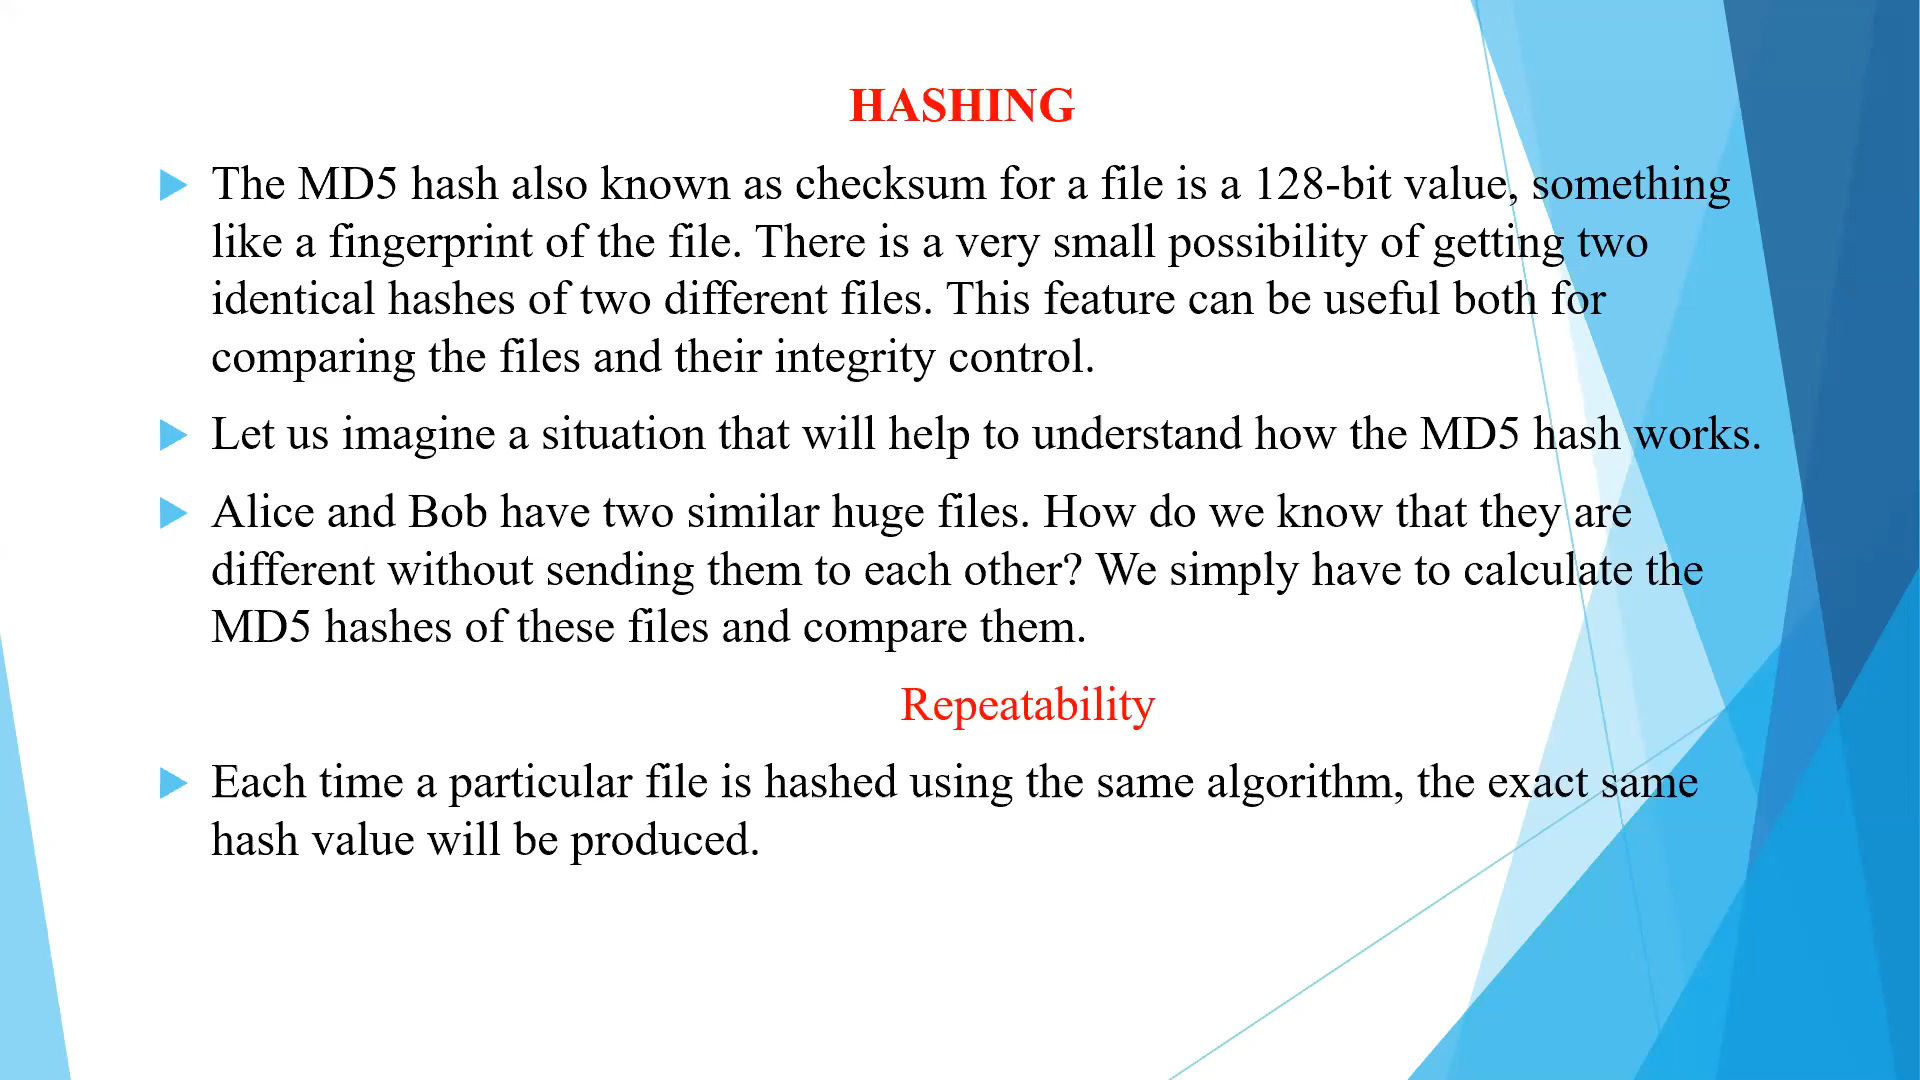 HASHING
The MD5 hash also known as checksum for a file is a 128-bit value, something
like a fingerprint of the file. There is a very small possibility of getting two
identical hashes of two different files. This feature can be useful both for
comparing the files and their integrity control.
Let us imagine a situation that will help to understand how the MD5 hash works.
Alice and Bob have two similar huge files. How do we know that they are
different without sending them to each other? We simply have to calculate the
MD5 hashes of these files and compare them.
Repeatability
Each time a particular file is hashed using the same algorithm, the exact same
hash value will be produced.